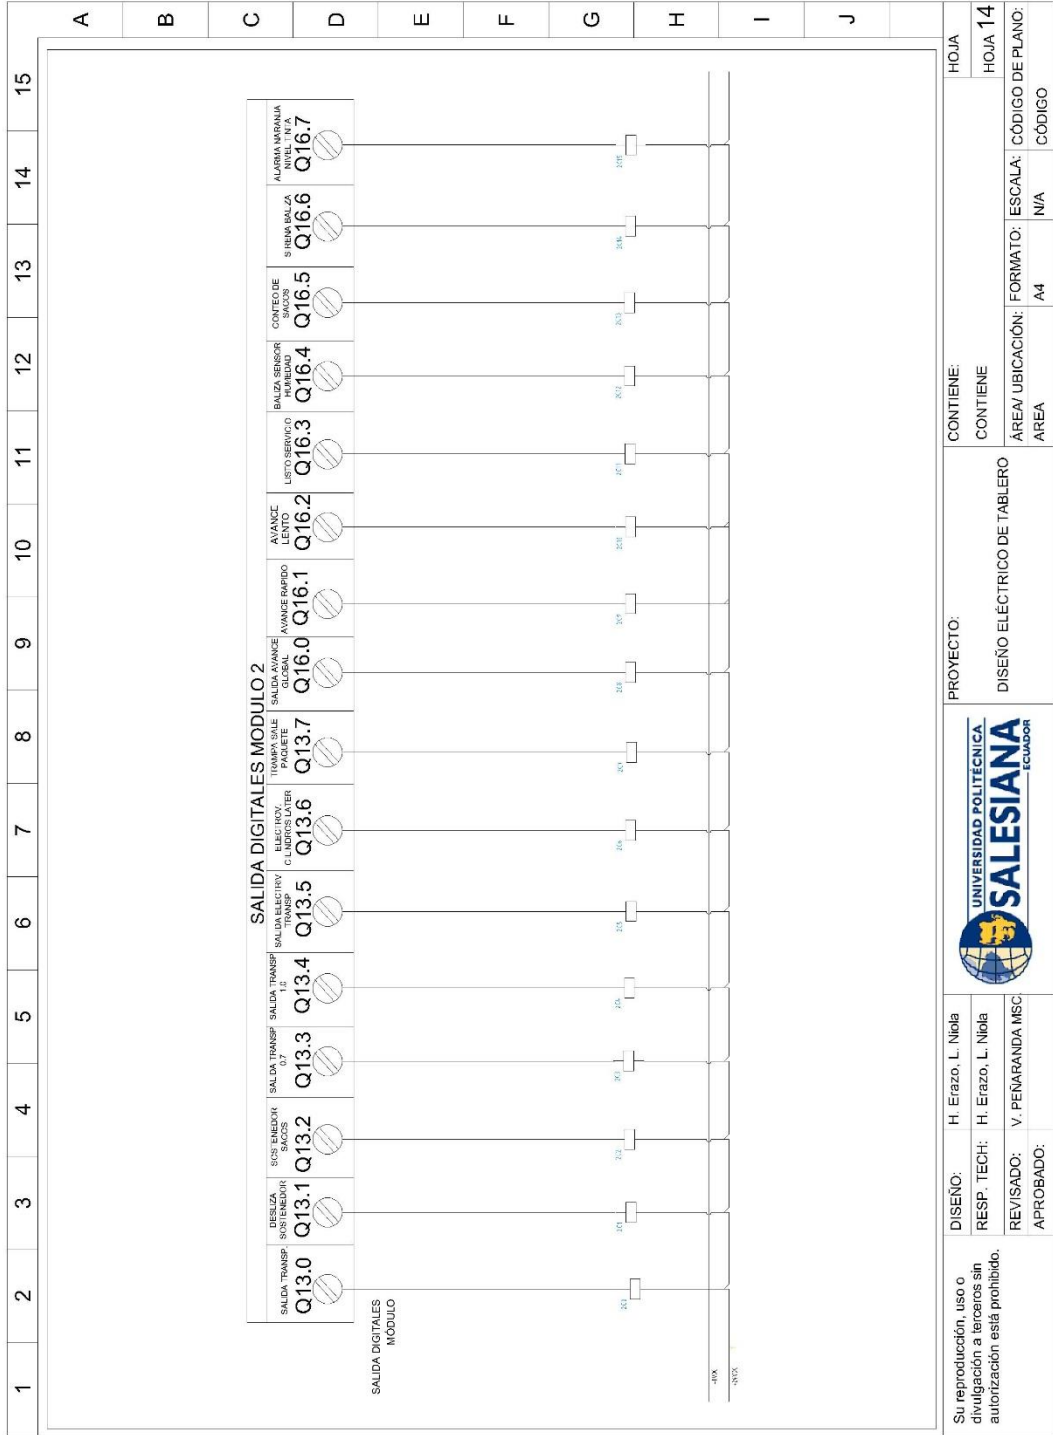 1 2 3 4 5 6 7 8 9 10 11 12 13 14 15
A
B
C
D
E
F
G
H
I
J
SALIDA DIGITALES MODULO 2
SALIDA TRANSP.
Q13.0
DESLIZA
SOSTENEDOR
Q13.1
SOSTENEDOR
SACOS
Q13.2
SALIDA TRANSP
0.7
Q13.3
SALIDA TRANSP
1.0
Q13.4
SALIDA ELECTRIV
TRANSP
Q13.5
ELECTROV.
CILINDROS LATER
Q13.6
TRAMPA SALE
PAQUETE
Q13.7
SALIDA AVANCE
GLOBAL
Q16.0
AVANCE RAPIDO
Q16.1
AVANCE
LENTO
Q16.2
LISTO SERVICIO
Q16.3
BALIZA SENSOR
HUMEDAD
Q16.4
CONTEO DE
SACOS
Q16.5
SIRENA BALZA
Q16.6
ALARMA NARANJA
NIVEL TINTA
Q16.7
SALIDA DIGITALES
MÓDULO
Su reproducción, uso o
divulgación a terceros sin
autorización está prohibido.
DISEÑO: H. Erazo, L. Niola
RESP. TECH: H. Erazo, L. Niola
REVISADO: V. PEÑARANDA MSC.
APROBADO:
UNIVERSIDAD POLITÉCNICA
SALESIANA
ECUADOR
PROYECTO:
DISEÑO ELÉCTRICO DE TABLERO
CONTIENE:
CONTIENE
HOJA
HOJA 14
ÁREA/ UBICACIÓN: FORMATO: ESCALA: CÓDIGO DE PLANO:
AREA A4 N/A CÓDIGO